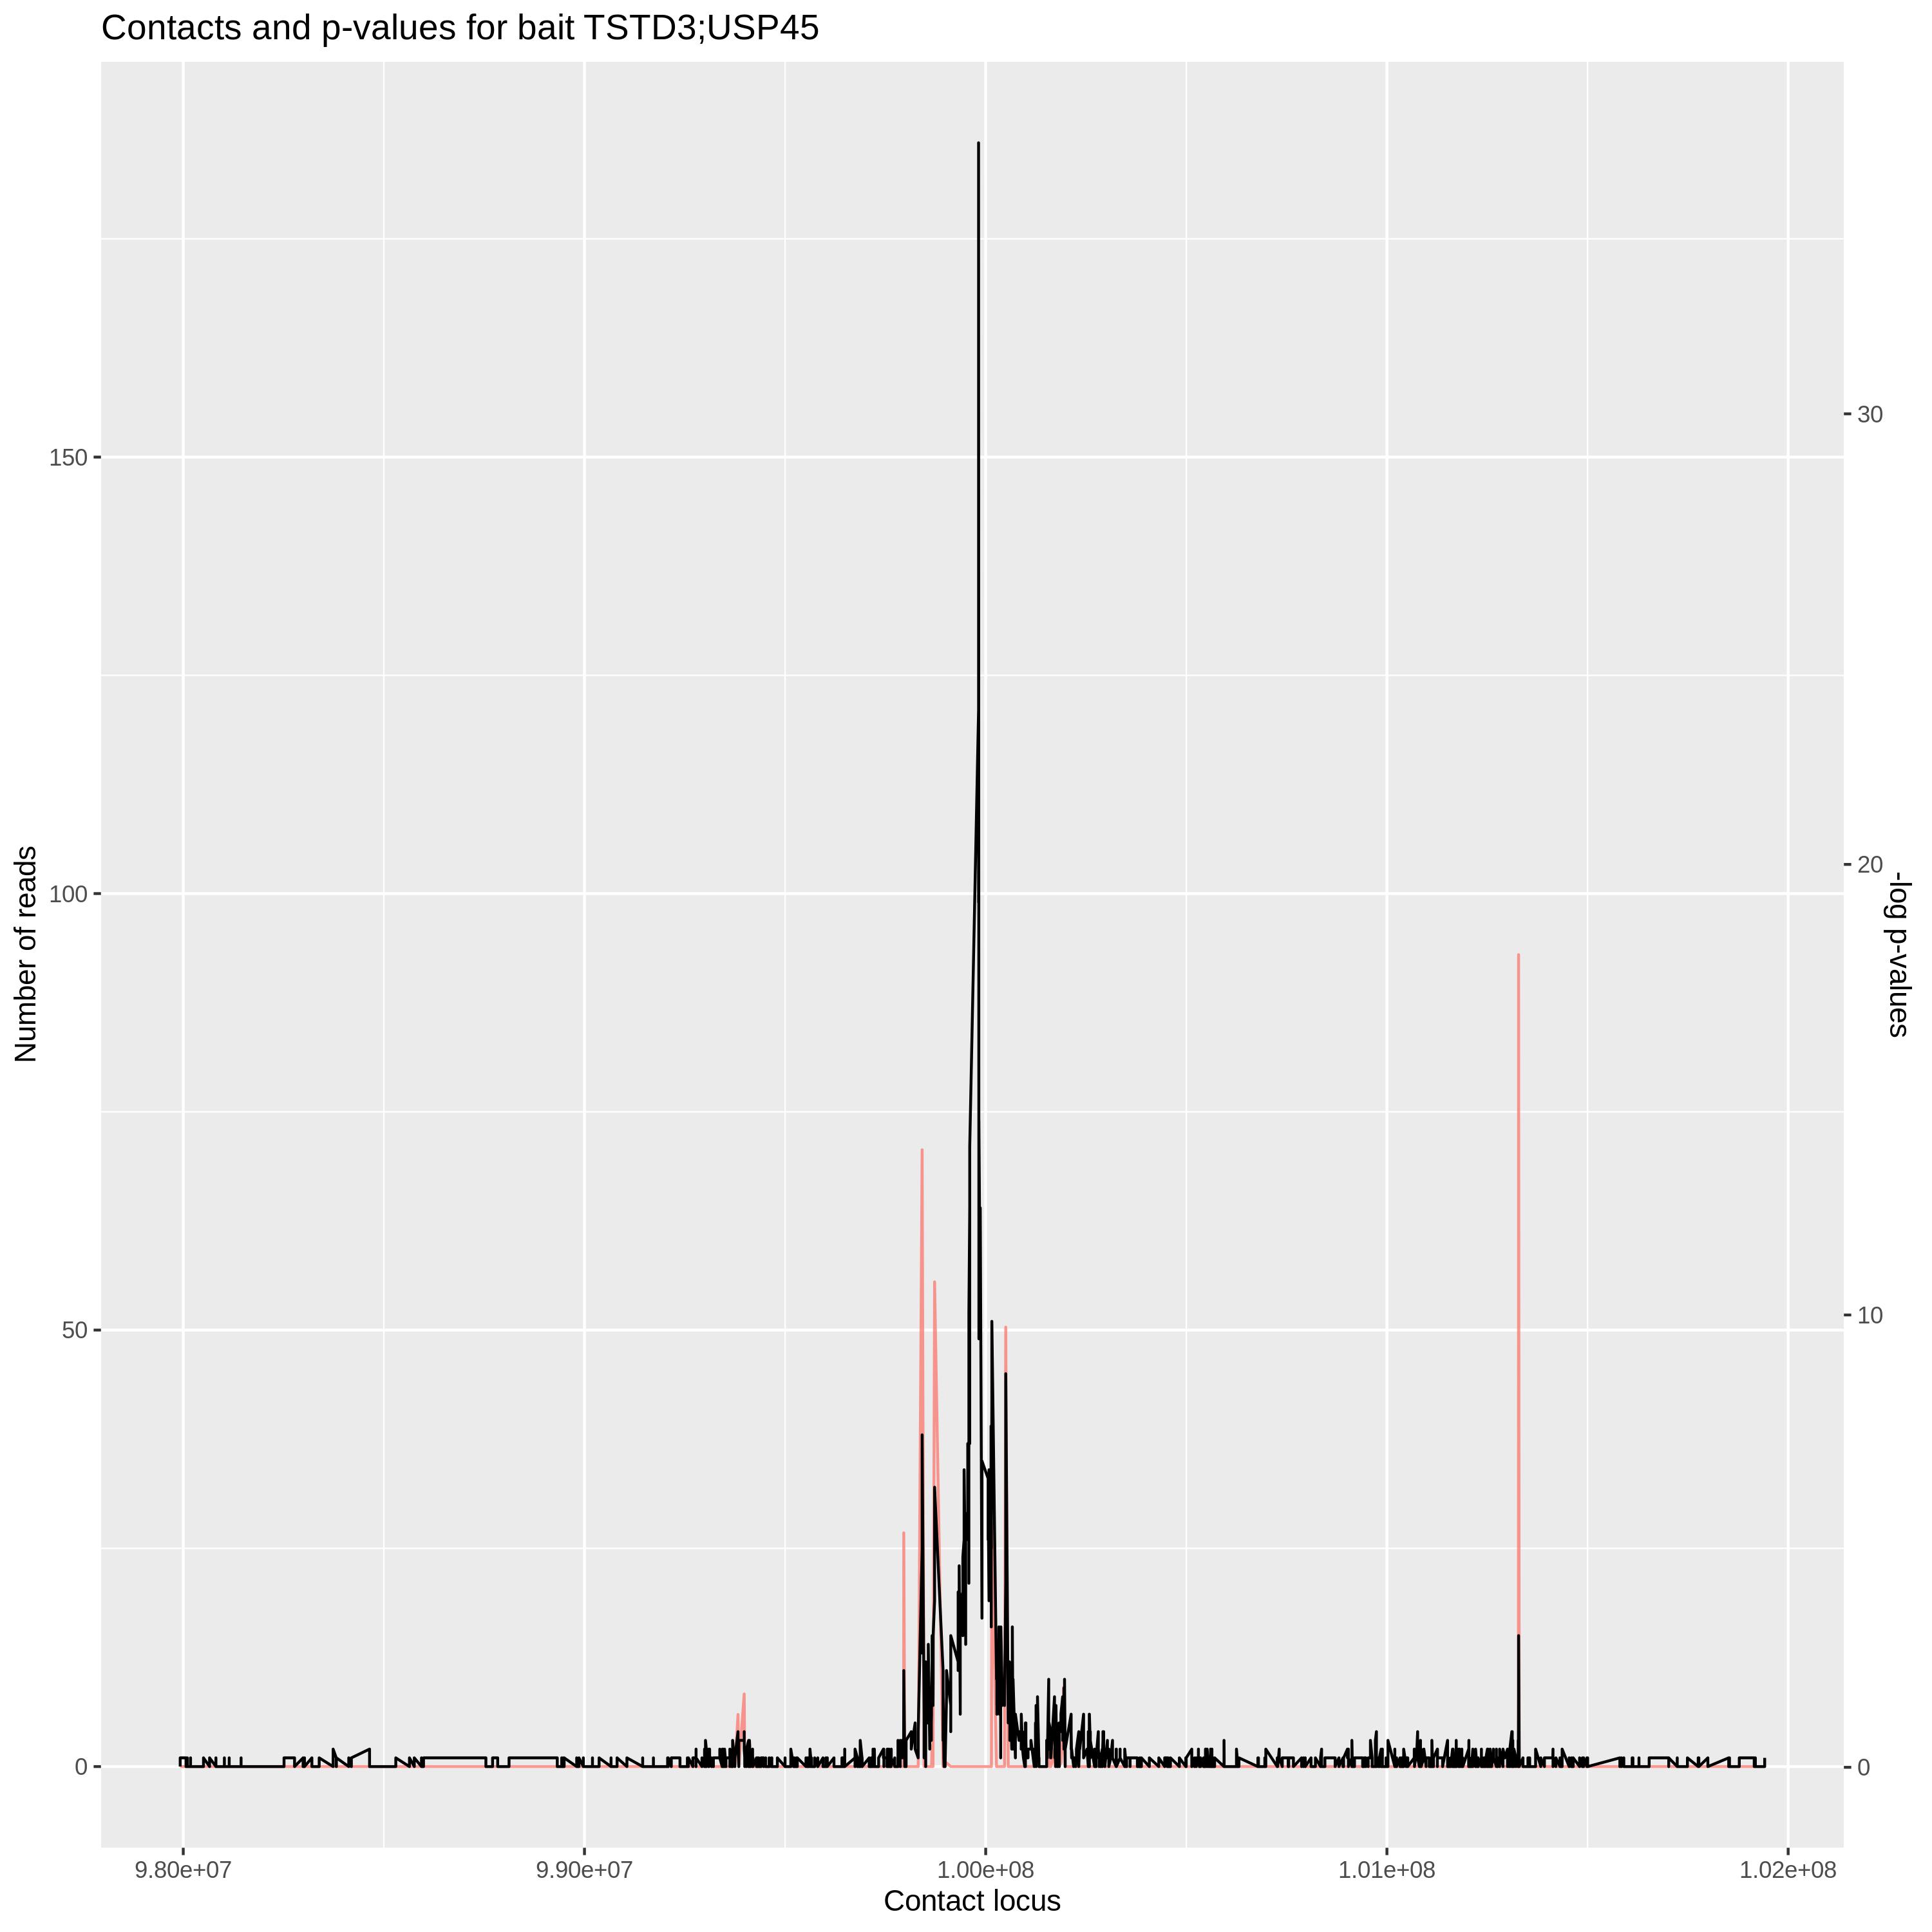 Contacts and p-values for bait TSTD3;USP45
150
100
50
0
Number of reads
30
20
10
0
-log p-values
9.80e+07 9.90e+07 1.00e+08 1.01e+08 1.02e+08
Contact locus